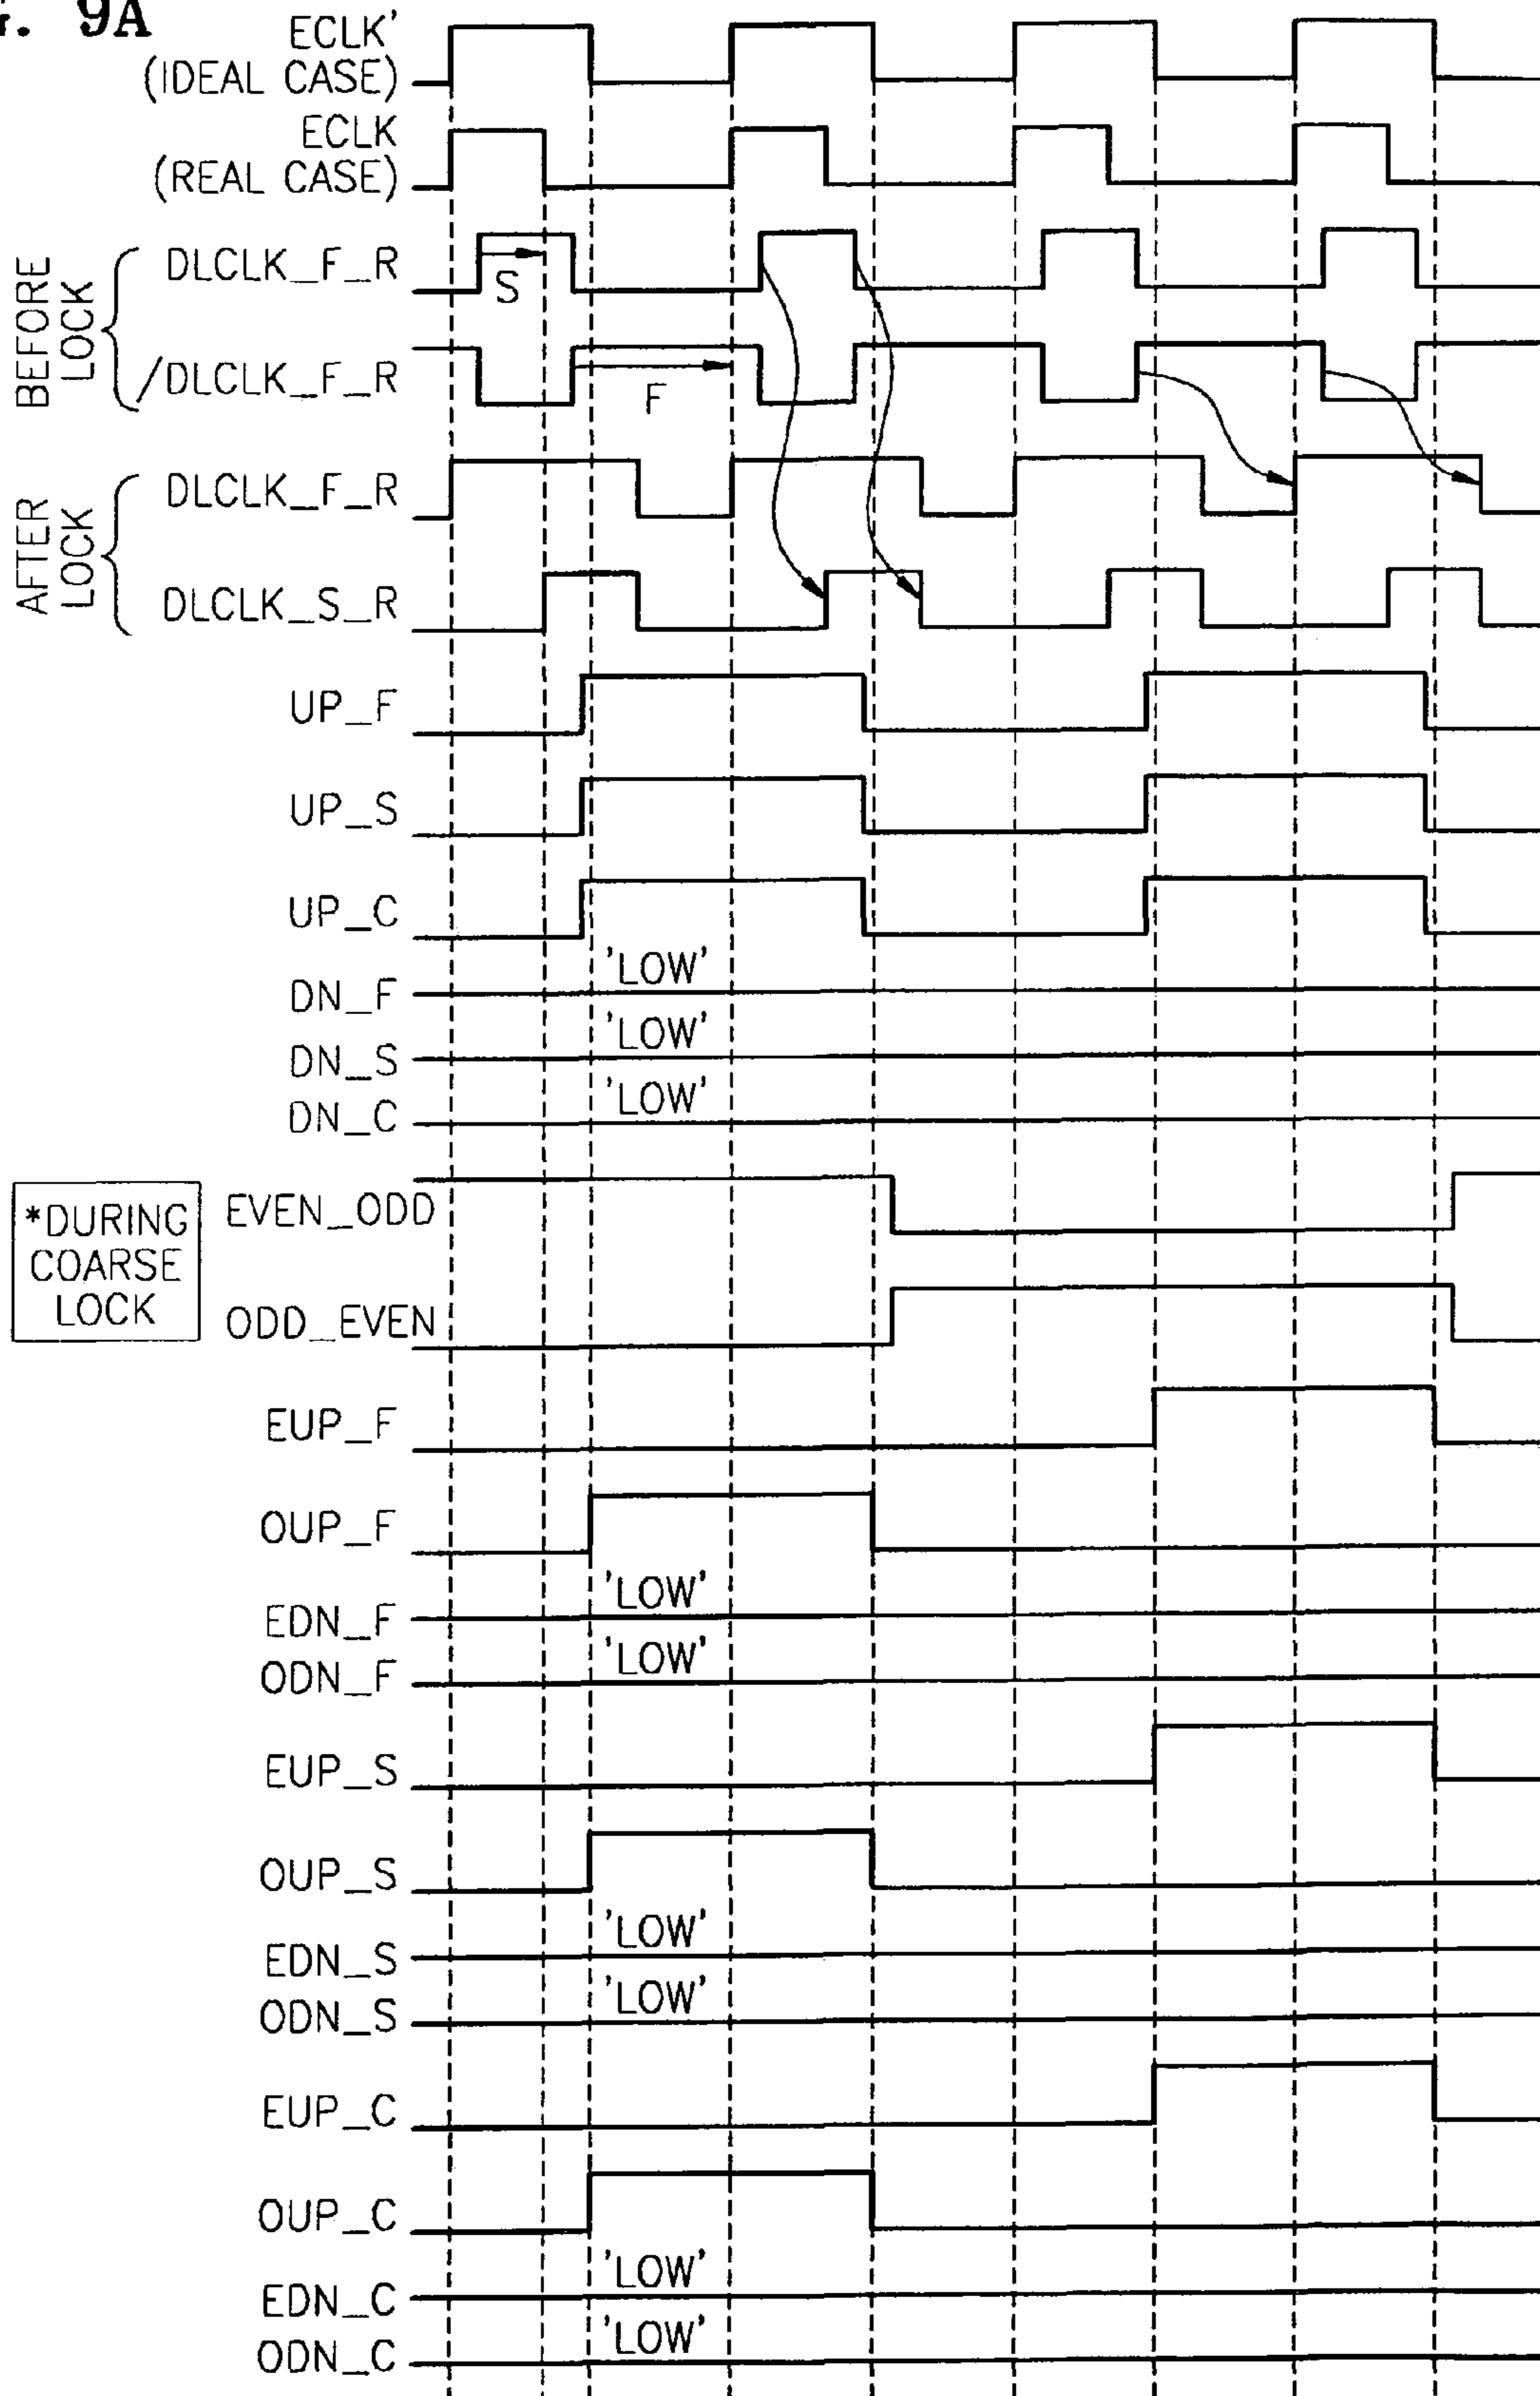 G. 9A
ECLK'
(IDEAL CASE)
ECLK
(REAL CASE)
BEFORE
LOCK
DLCLK_F_R
S
/DLCLK_F_R
F
AFTER
LOCK
DLCLK_F_R
DLCLK_S_R
UP_F
UP_S
UP_C
DN_F 'LOW'
DN_S 'LOW'
DN_C 'LOW'
*DURING
COARSE
LOCK
EVEN_ODD
ODD_EVEN
EUP_F
OUP_F
EDN_F 'LOW'
ODN_F 'LOW'
EUP_S
OUP_S
EDN_S 'LOW'
ODN_S 'LOW'
EUP_C
OUP_C
EDN_C 'LOW'
ODN_C 'LOW'